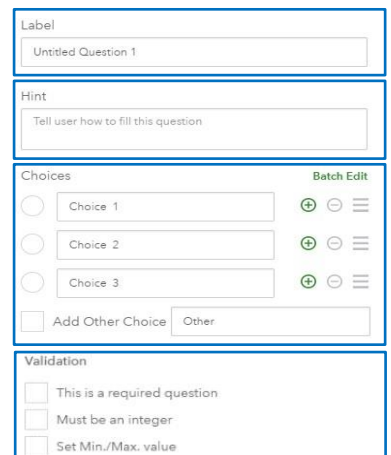 Label
Untitled Question 1
Hint
Tell user how to fill this question
Choices Batch Edit
Choice 1
Choice 2
Choice 3
Add Other Choice Other
Validation
This is a required question
Must be an integer
Set Min./Max. value